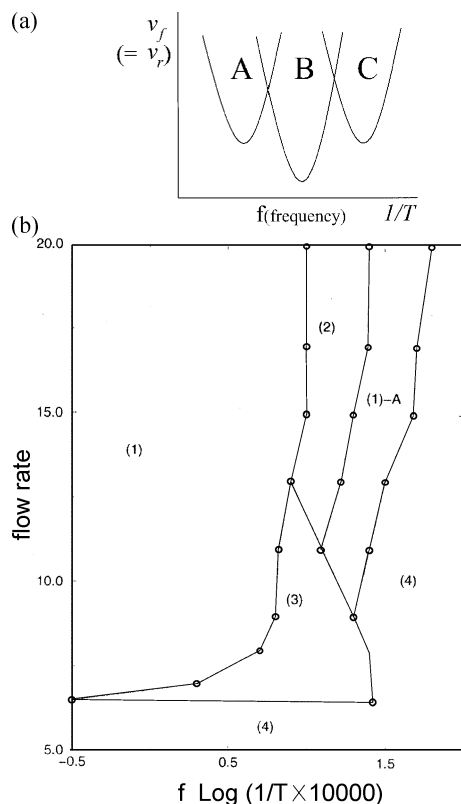 (a)
v_f
(= v_r)
A B C
f(frequency) 1/T
(b)
20.0
(2)
(1)-A
15.0
(1)
flow rate
10.0
(4)
(3)
(4)
5.0
-0.5 0.5 1.5
f Log (1/T×10000)